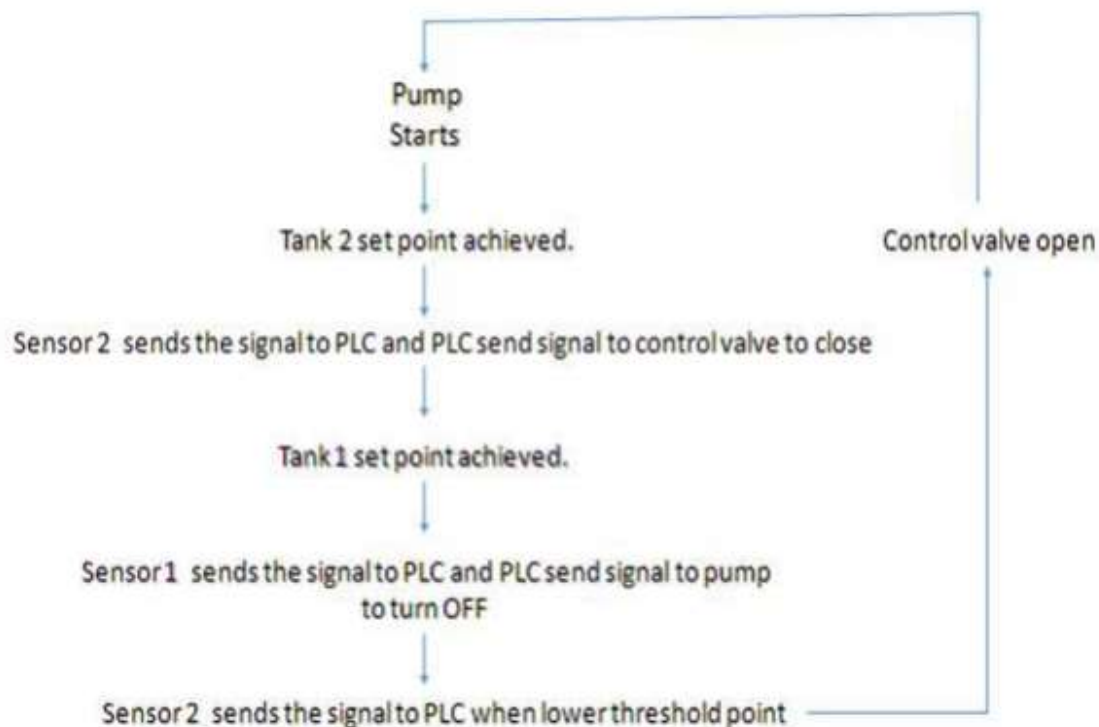 Pump
Starts
Tank 2 set point achieved.
Control valve open
Sensor 2 sends the signal to PLC and PLC send signal to control valve to close
Tank 1 set point achieved.
Sensor 1 sends the signal to PLC and PLC send signal to pump
to turn OFF
Sensor 2 sends the signal to PLC when lower threshold point